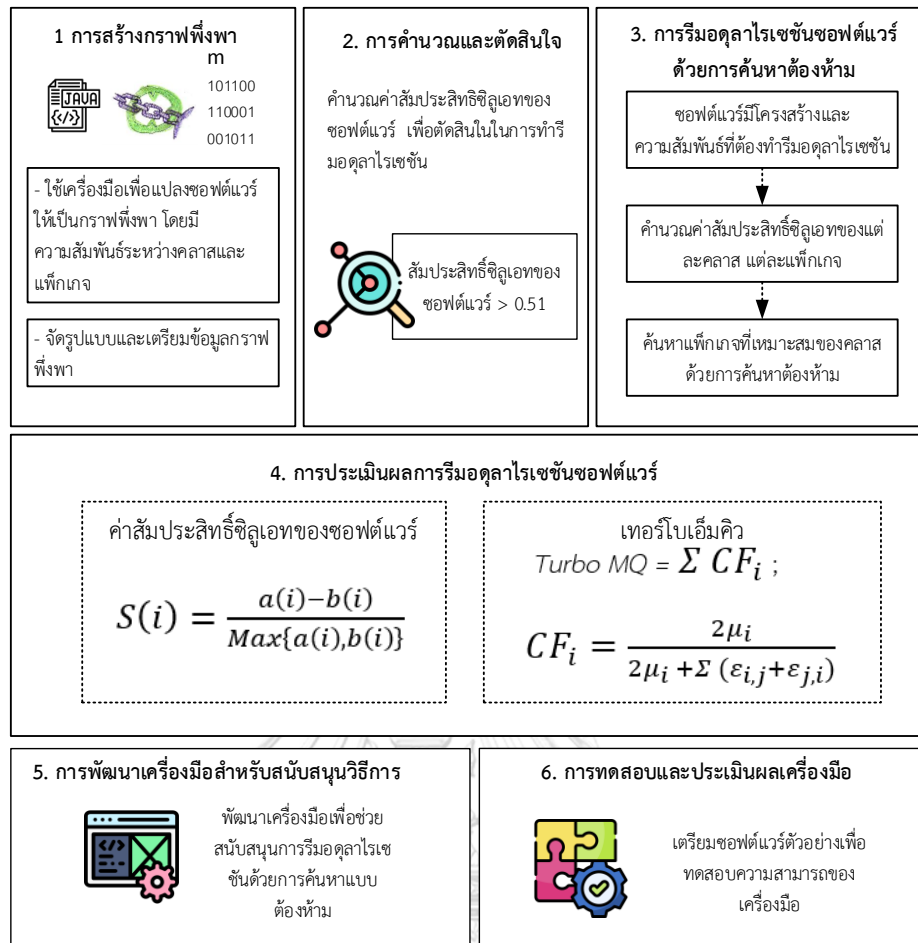 1 การสร้างกราฟพึ่งพา
m
JAVA
{</>}
101100
110001
001011
- ใช้เครื่องมือเพื่อแปลงซอฟต์แวร์
ให้เป็นกราฟพึ่งพา โดยมี
ความสัมพันธ์ระหว่างคลาสและ
แพ็กเกจ
- จัดรูปแบบและเตรียมข้อมูลกราฟ
พึ่งพา
2. การคำนวณและตัดสินใจ
คำนวณค่าสัมประสิทธิซิลูเอทของ
ซอฟต์แวร์ เพื่อตัดสินในในการทำรี
มอดุลาไรเซชัน
สัมประสิทธิ์ซิลูเอทของ
ซอฟต์แวร์ > 0.51
3. การรีมอดุลาไรเซชันซอฟต์แวร์
ด้วยการค้นหาต้องห้าม
ซอฟต์แวร์มีโครงสร้างและ
ความสัมพันธ์ที่ต้องทำรีมอดุลาไรเซชัน
คำนวณค่าสัมประสิทธิ์ซิลูเอทของแต่
ละคลาส แต่ละแพ็กเกจ
ค้นหาแพ็กเกจที่เหมาะสมของคลาส
ด้วยการค้นหาต้องห้าม
4. การประเมินผลการรีมอดุลาไรเซชันซอฟต์แวร์
ค่าสัมประสิทธิ์ซิลูเอทของซอฟต์แวร์
S(i) = a(i)−b(i) / Max{a(i),b(i)}
เทอร์โบเอ็มคิว
Turbo MQ = Σ CF_i ;
CF_i = 2μ_i / 2μ_i +Σ (ε_i,j+ε_j,i)
5. การพัฒนาเครื่องมือสำหรับสนับสนุนวิธีการ
</>
พัฒนาเครื่องมือเพื่อช่วย
สนับสนุนการรีมอดุลาไรเซ
ชันด้วยการค้นหาแบบ
ต้องห้าม
6. การทดสอบและประเมินผลเครื่องมือ
เตรียมซอฟต์แวร์ตัวอย่างเพื่อ
ทดสอบความสามารถของ
เครื่องมือ